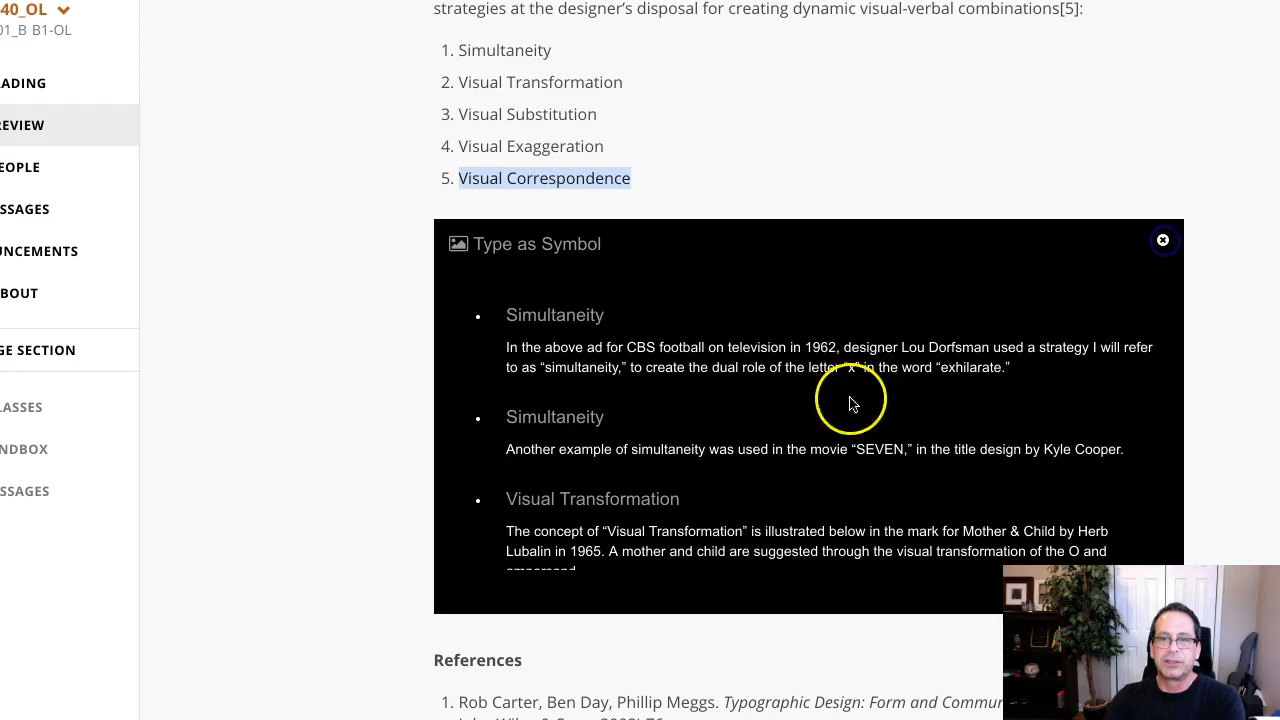 40_OL
01_B B1-OL
ADING
REVIEW
EOPLE
SSAGES
UNCEMENTS
BOUT
GE SECTION
LASSES
NDBOX
SSAGES
strategies at the designer's disposal for creating dynamic visual-verbal combinations[5]:
1. Simultaneity
2. Visual Transformation
3. Visual Substitution
4. Visual Exaggeration
5. Visual Correspondence
Type as Symbol
• Simultaneity
In the above ad for CBS football on television in 1962, designer Lou Dorfsman used a strategy I will refer
to as “simultaneity,” to create the dual role of the letter “x” in the word “exhilarate.”
• Simultaneity
Another example of simultaneity was used in the movie “SEVEN,” in the title design by Kyle Cooper.
• Visual Transformation
The concept of “Visual Transformation” is illustrated below in the mark for Mother & Child by Herb
Lubalin in 1965. A mother and child are suggested through the visual transformation of the O and
References
1. Rob Carter, Ben Day, Phillip Meggs. Typographic Design: Form and Commun